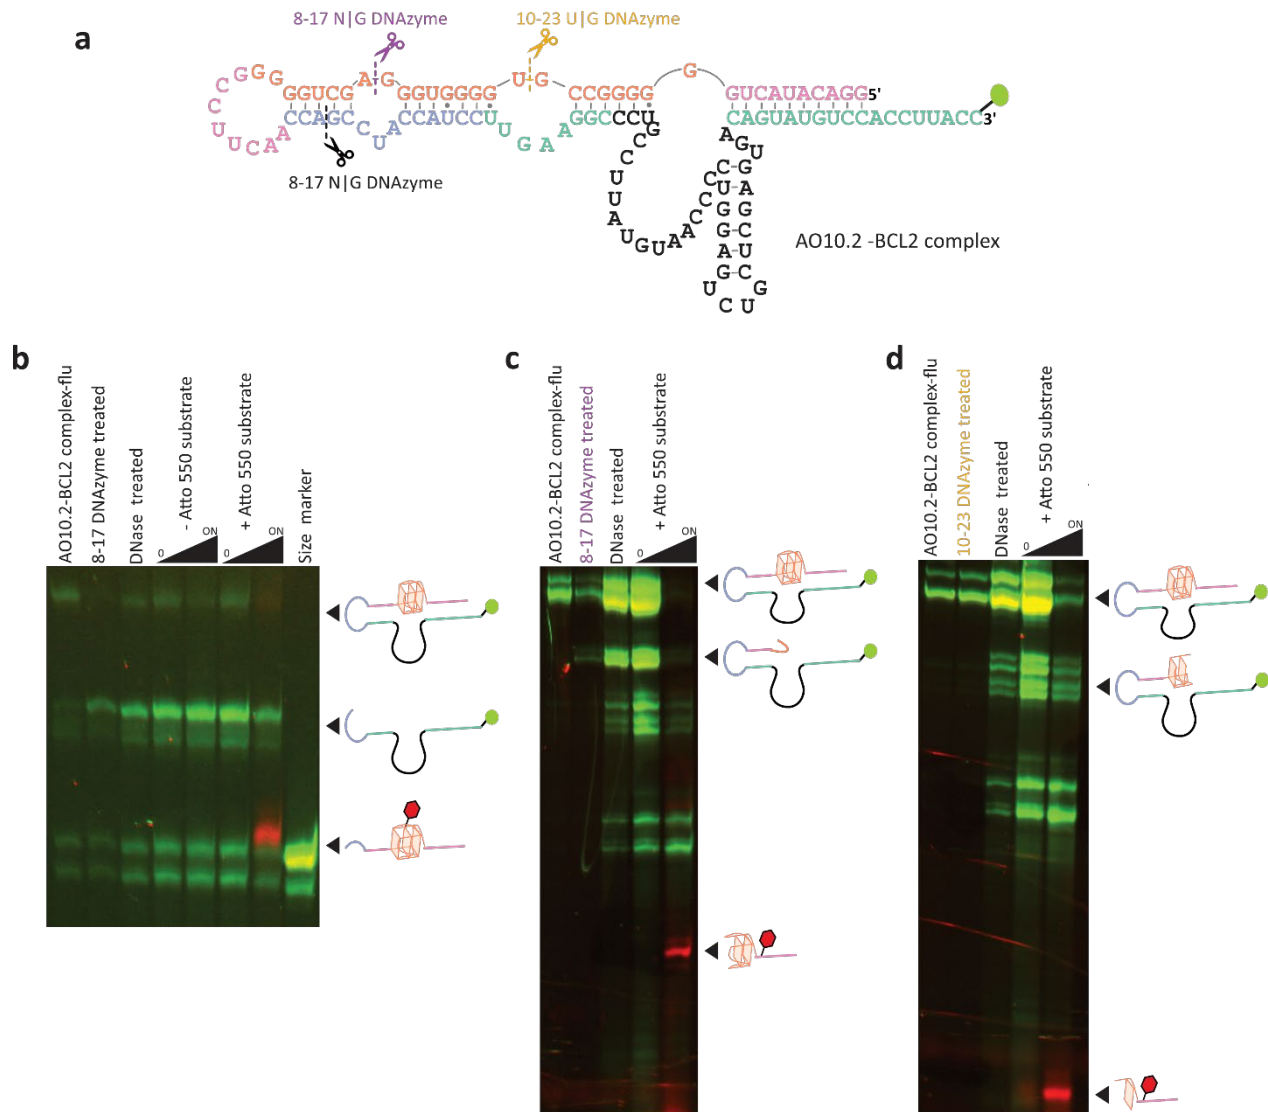 a
8-17 N|G DNAzyme
10-23 U|G DNAzyme
CCGGG
GGUCG
A
G
GGUGGGG
U
G
CCGGGG
G
GUCAUACAGG5'
C
U
UCAA
CCAGC
C
U
A
CCAUCCU
U
G
A
A
GGCCCU
CAGUAUGUCCACCUUACC3'
8-17 N|G DNAzyme
GCCUUAUGUAACCCC
UGGAGUCUGCUCGAGUGA
AO10.2 -BCL2 complex
b
AO10.2-BCL2 complex-flu
8-17 DNAzyme treated
DNase treated
- Atto 550 substrate
0
ON
+ Atto 550 substrate
0
ON
Size marker
c
AO10.2-BCL2 complex-flu
8-17 DNAzyme treated
DNase treated
+ Atto 550 substrate
0
ON
d
AO10.2-BCL2 complex-flu
10-23 DNAzyme treated
DNase treated
+ Atto 550 substrate
0
ON